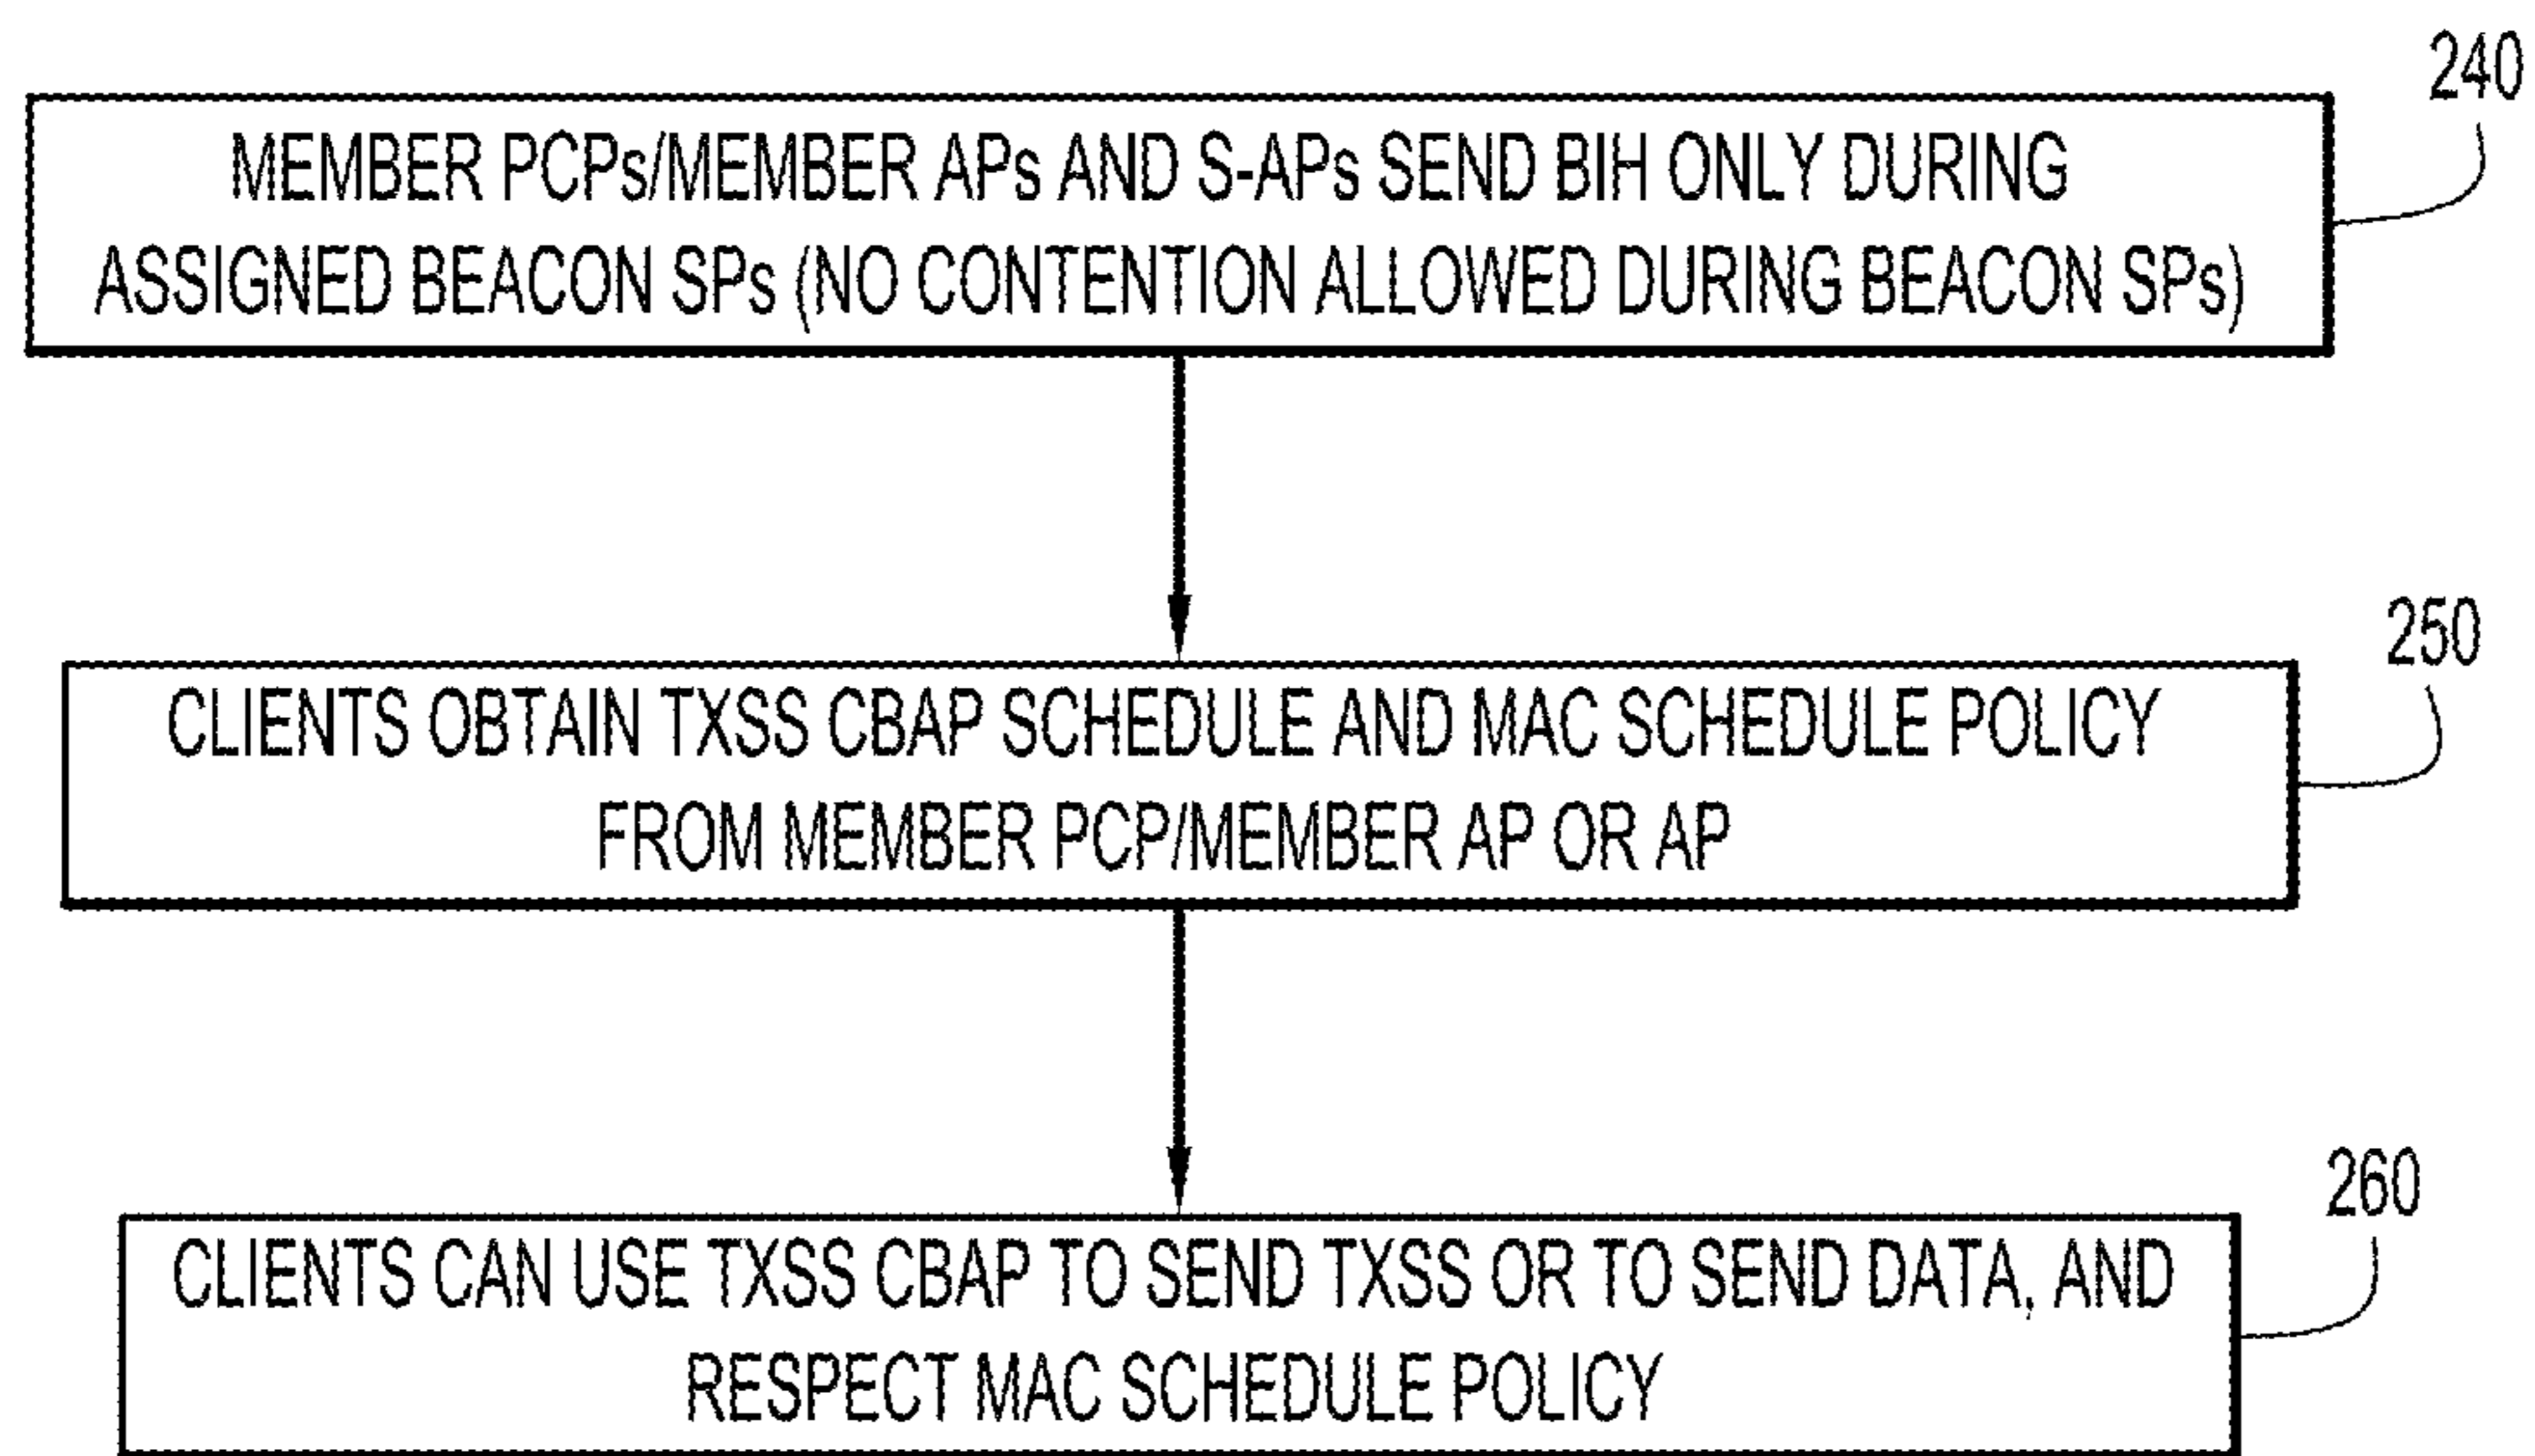 240
MEMBER PCPs/MEMBER APs AND S-APs SEND BIH ONLY DURING
ASSIGNED BEACON SPs (NO CONTENTION ALLOWED DURING BEACON SPs)
250
CLIENTS OBTAIN TXSS CBAP SCHEDULE AND MAC SCHEDULE POLICY
FROM MEMBER PCP/MEMBER AP OR AP
260
CLIENTS CAN USE TXSS CBAP TO SEND TXSS OR TO SEND DATA, AND
RESPECT MAC SCHEDULE POLICY